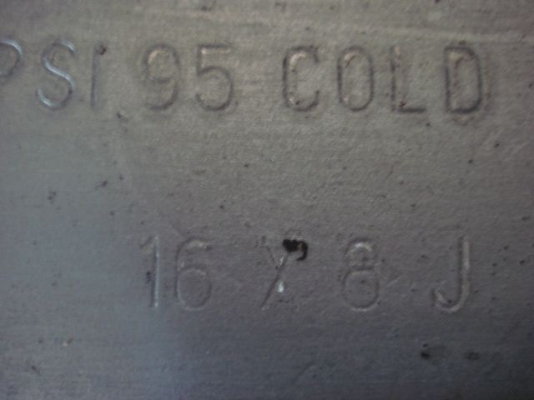 PSI 95 COLD
16 X 8 J